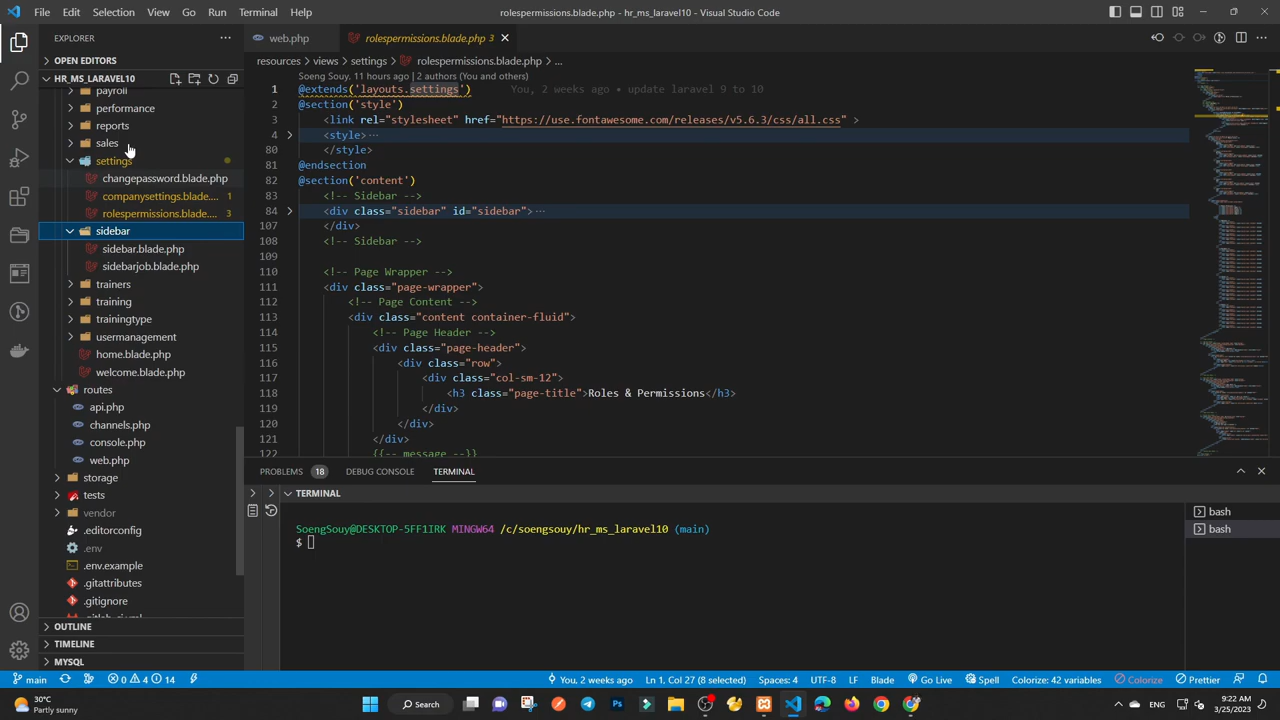 File Edit Selection View Go Run Terminal Help
rolespermissions.blade.php - hr_ms_laravel10 - Visual Studio Code
EXPLORER
OPEN EDITORS
HR_MS_LARAVEL10
payroll
performance
reports
sales
settings
changepassword.blade.php
companysettings.blade.... 1
rolespermissions.blade.... 3
sidebar
sidebar.blade.php
sidebarjob.blade.php
trainers
training
trainingtype
usermanagement
home.blade.php
welcome.blade.php
routes
api.php
channels.php
console.php
web.php
storage
tests
vendor
.editorconfig
.env
.env.example
.gitattributes
.gitignore
OUTLINE
TIMELINE
MYSQL
web.php
rolespermissions.blade.php 3
resources > views > settings > rolespermissions.blade.php > ...
Soeng Souy, 11 hours ago | 2 authors (You and others)
1 @extends('layouts.settings') 2 weeks ago • update laravel 9 to 10
2 @section('style')
3 <link rel="stylesheet" href=" >
4 <style>...
80 </style>
81 @endsection
82 @section('content')
83 <!-- Sidebar -->
84 <div class="sidebar" id="sidebar">...
107 </div>
108 <!-- Sidebar -->
109
110 <!-- Page Wrapper -->
111 <div class="page-wrapper">
112 <!-- Page Content -->
113 <div class="content container-fluid">
114 <!-- Page Header -->
115 <div class="page-header">
116 <div class="row">
117 <div class="col-sm-12">
118 <h3 class="page-title">Roles & Permissions</h3>
119 </div>
120 </div>
121 </div>
122 {{-- message --}}
PROBLEMS 18 DEBUG CONSOLE TERMINAL
TERMINAL
SoengSouy@DESKTOP-5FF1IRK MINGW64 /c/soengsouy/hr_ms_laravel10 (main)
$
bash
bash
main 0 4 14 You, 2 weeks ago Ln 1, Col 27 (8 selected) Spaces: 4 UTF-8 LF Blade Go Live Spell Colorize: 42 variables Colorize Prettier
30°C
Partly sunny
Search
ENG
9:22 AM
3/25/2023